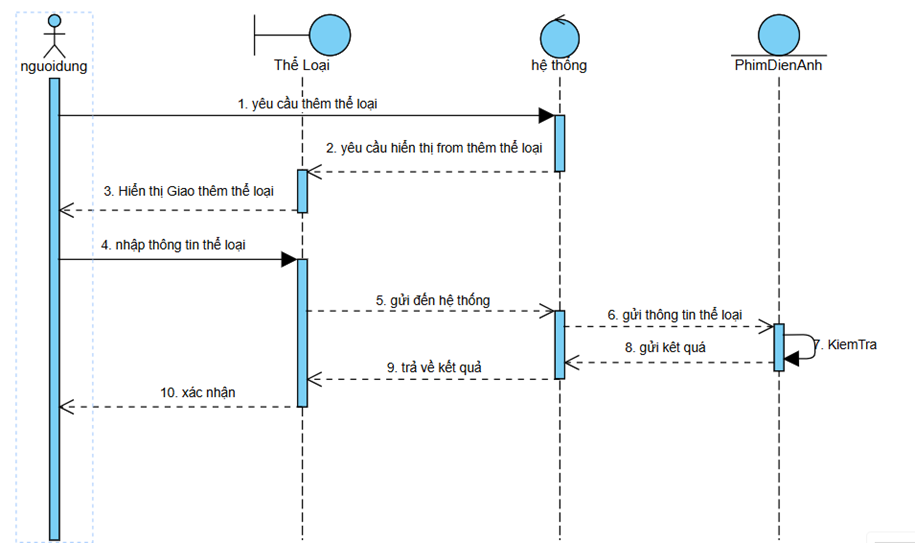 nguoidung
Thể Loại
hệ thông
PhimDienAnh
1. yêu cầu thêm thể loại
2. yêu cầu hiển thị from thêm thể loại
3. Hiển thị Giao thêm thể loại
4. nhập thông tin thể loại
5. gửi đến hệ thống
6. gửi thông tin thể loại
7. KiemTra
8. gửi kêt quả
9. trả về kết quả
10. xác nhận